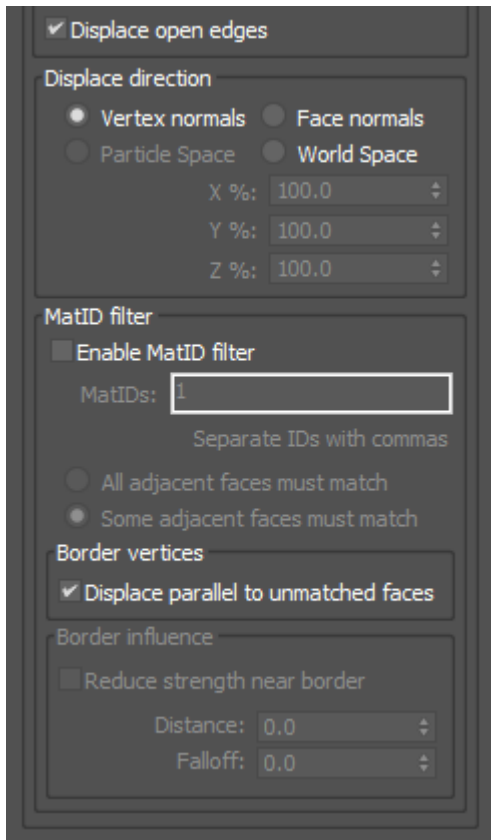 Displace open edges
Displace direction
Vertex normals Face normals
Particle Space World Space
X %: 100.0
Y %: 100.0
Z %: 100.0
MatID filter
Enable MatID filter
MatIDs: 1
Separate IDs with commas
All adjacent faces must match
Some adjacent faces must match
Border vertices
Displace parallel to unmatched faces
Border influence
Reduce strength near border
Distance: 0.0
Falloff: 0.0